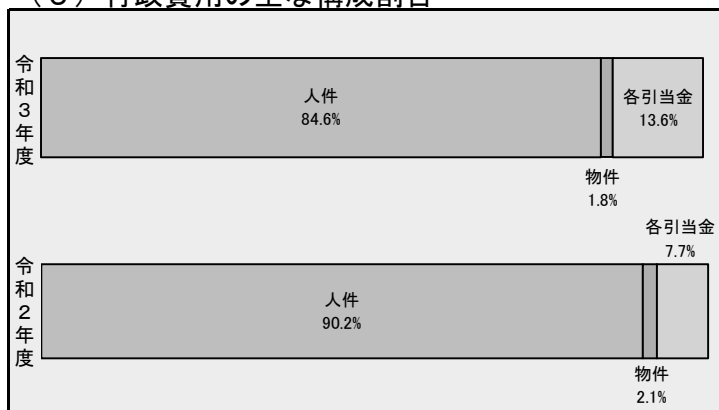 行政費用の主な構成割合
令和3年度
人件
84.6%
各引当金
13.6%
物件
1.8%
各引当金
7.7%
令和2年度
人件
90.2%
物件
2.1%